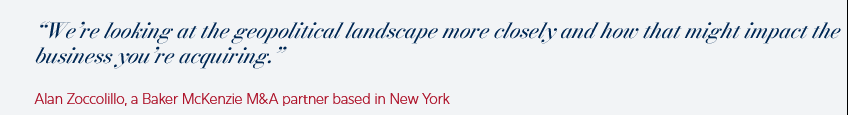 “We’re looking at the geopolitical landscape more closely and how that might impact the
business you’re acquiring.”
Alan Zoccolillo, a Baker McKenzie M&A partner based in New York